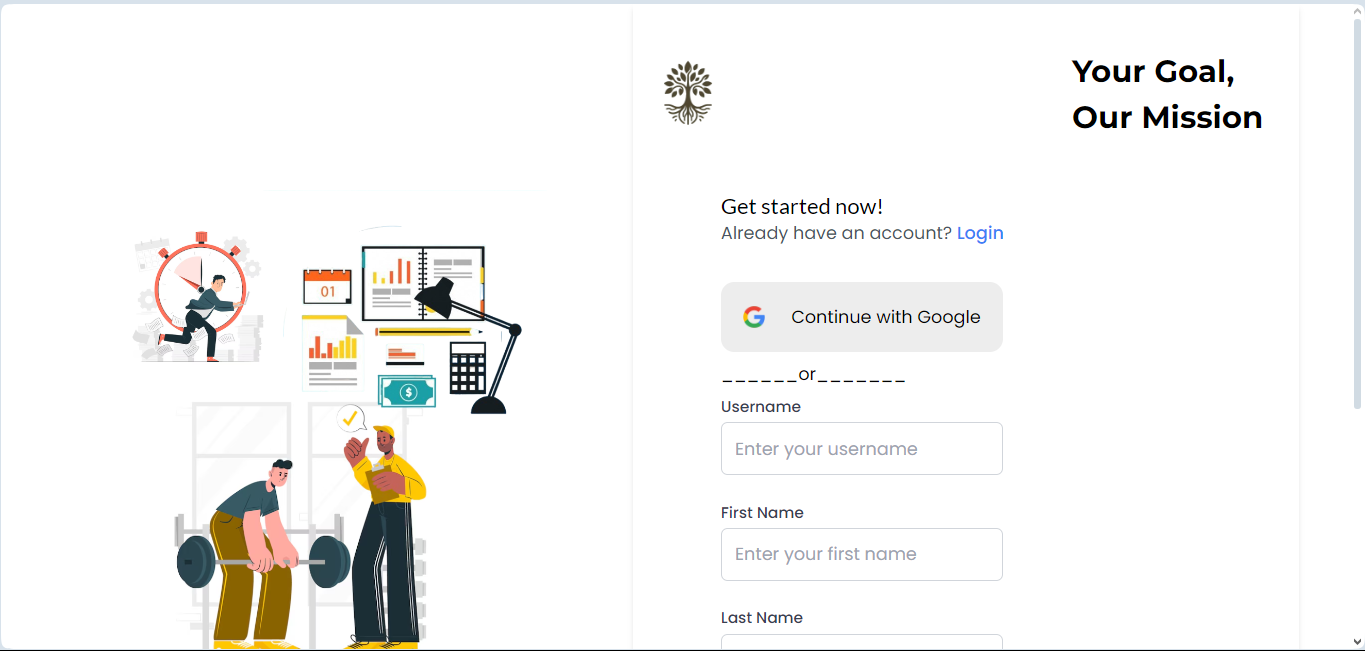 Your Goal,
Our Mission
Get started now!
Already have an account? Login
Continue with Google
______or_______
Username
Enter your username
First Name
Enter your first name
Last Name
01
$